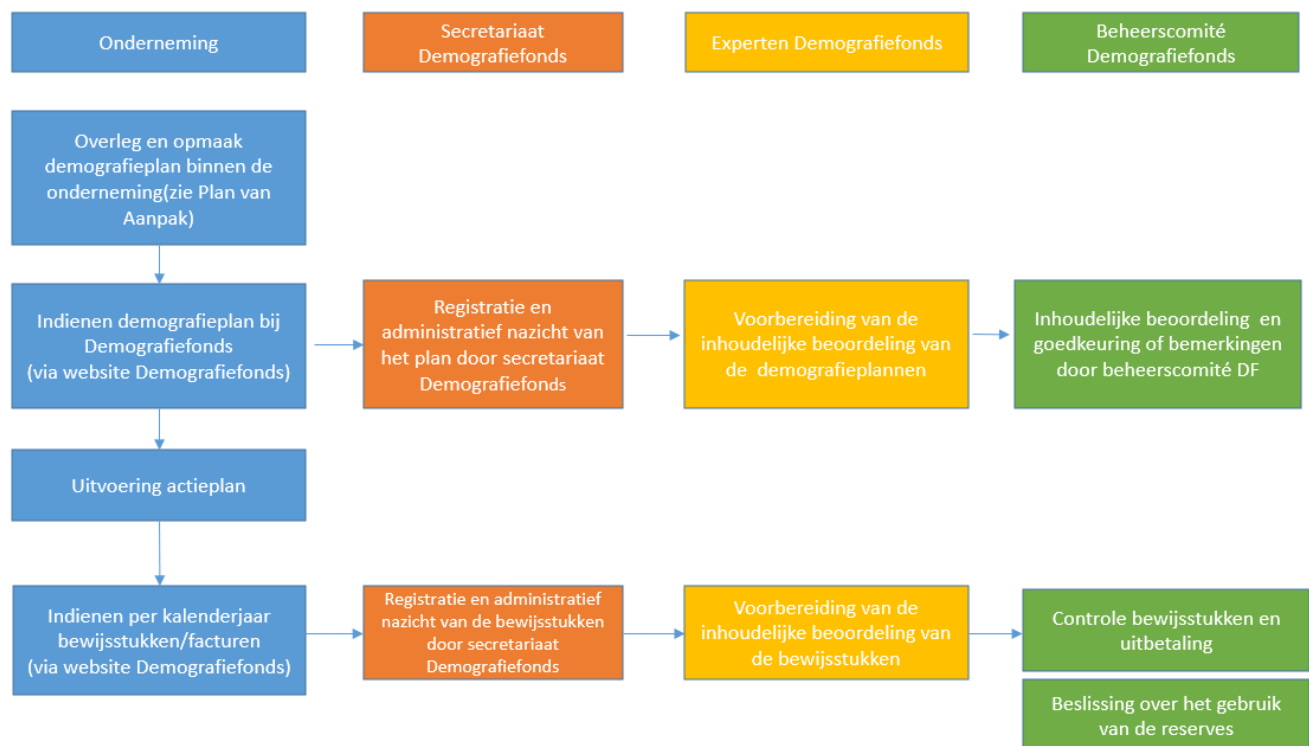 Onderneming
Secretariaat
Demografiefonds
Experten Demografiefonds
Beheerscomité
Demografiefonds
Overleg en opmaak
demografieplan binnen de
onderneming(zie Plan van
Aanpak)
Indienen demografieplan bij
Demografiefonds
(via website Demografiefonds)
Registratie en
administratief nazicht van
het plan door secretariaat
Demografiefonds
Voorbereiding van de
inhoudelijke beoordeling van
de demografieplannen
Inhoudelijke beoordeling en
goedkeuring of bemerkingen
door beheerscomité DF
Uitvoering actieplan
Indienen per kalenderjaar
bewijsstukken/facturen
(via website Demografiefonds)
Registratie en administratief
nazicht van de bewijsstukken
door secretariaat
Demografiefonds
Voorbereiding van de
inhoudelijke beoordeling van
de bewijsstukken
Controle bewijsstukken en
uitbetaling
Beslissing over het gebruik
van de reserves